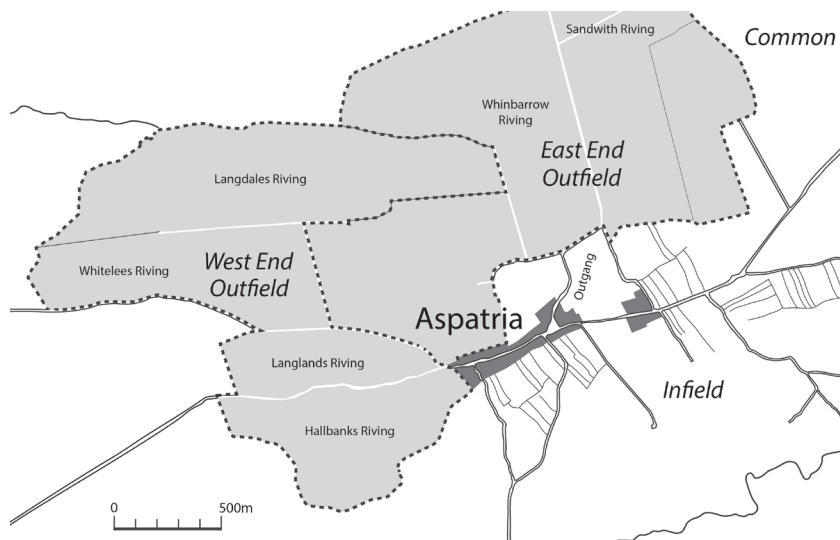 Sandwith Riving
Common
Whinbarrow
Riving
East End
Outfield
Langdales Riving
Whitelees Riving
West End
Outfield
Outgang
Aspatria
Langlands Riving
Infield
Hallbanks Riving
0
500m